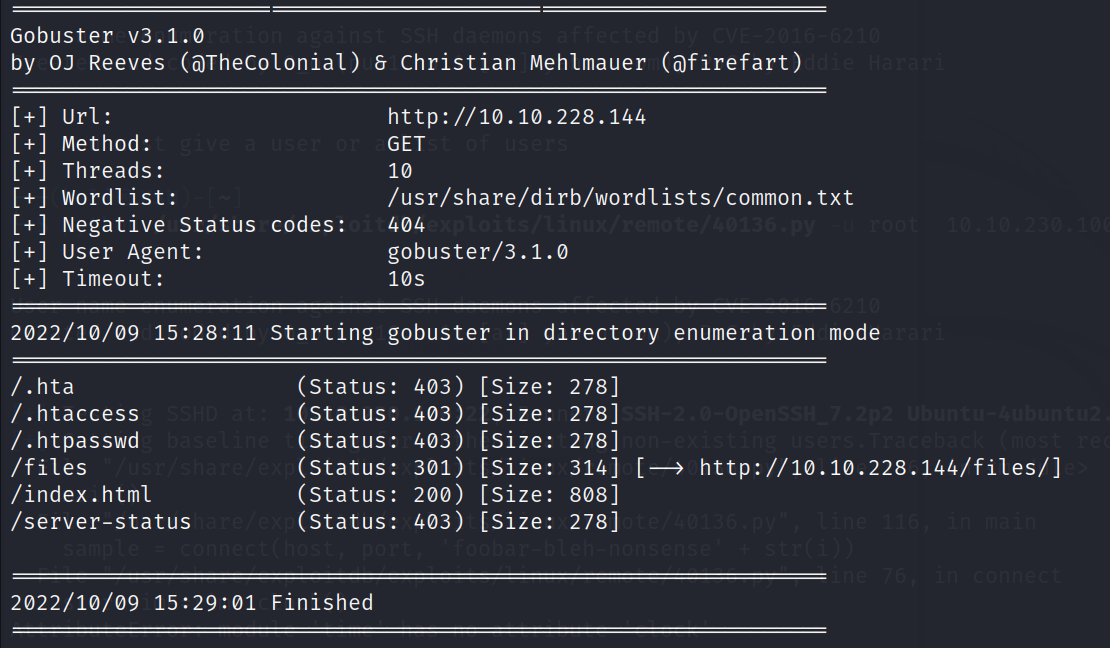 Gobuster v3.1.0
by OJ Reeves (@TheColonial) & Christian Mehlmauer (@firefart)
[+] Url:                     http://10.10.228.144
[+] Method:                  GET
[+] Threads:                 10
[+] Wordlist:                /usr/share/dirb/wordlists/common.txt
[+] Negative Status codes:   404
[+] User Agent:              gobuster/3.1.0
[+] Timeout:                 10s
2022/10/09 15:28:11 Starting gobuster in directory enumeration mode
/.hta                 (Status: 403) [Size: 278]
/.htaccess            (Status: 403) [Size: 278]
/.htpasswd            (Status: 403) [Size: 278]
/files                (Status: 301) [Size: 314] [--> http://10.10.228.144/files/]
/index.html           (Status: 200) [Size: 808]
/server-status        (Status: 403) [Size: 278]
2022/10/09 15:29:01 Finished